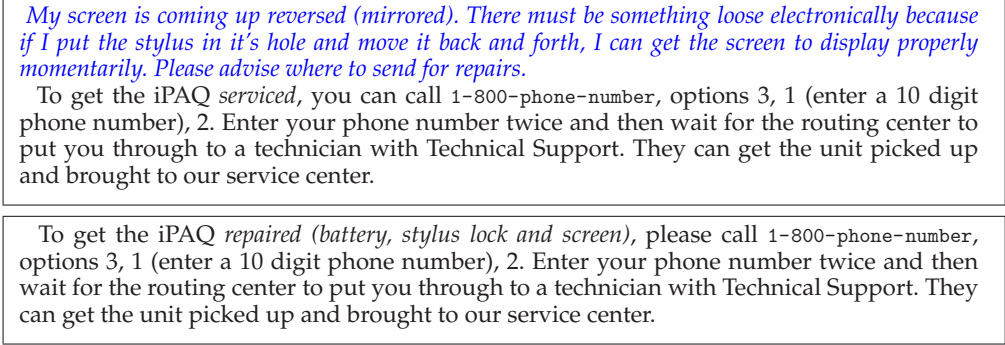 My screen is coming up reversed (mirrored). There must be something loose electronically because
if I put the stylus in it's hole and move it back and forth, I can get the screen to display properly
momentarily. Please advise where to send for repairs.
To get the iPAQ serviced, you can call 1-800-phone-number, options 3, 1 (enter a 10 digit
phone number), 2. Enter your phone number twice and then wait for the routing center to
put you through to a technician with Technical Support. They can get the unit picked up
and brought to our service center.
To get the iPAQ repaired (battery, stylus lock and screen), please call 1-800-phone-number,
options 3, 1 (enter a 10 digit phone number), 2. Enter your phone number twice and then
wait for the routing center to put you through to a technician with Technical Support. They
can get the unit picked up and brought to our service center.